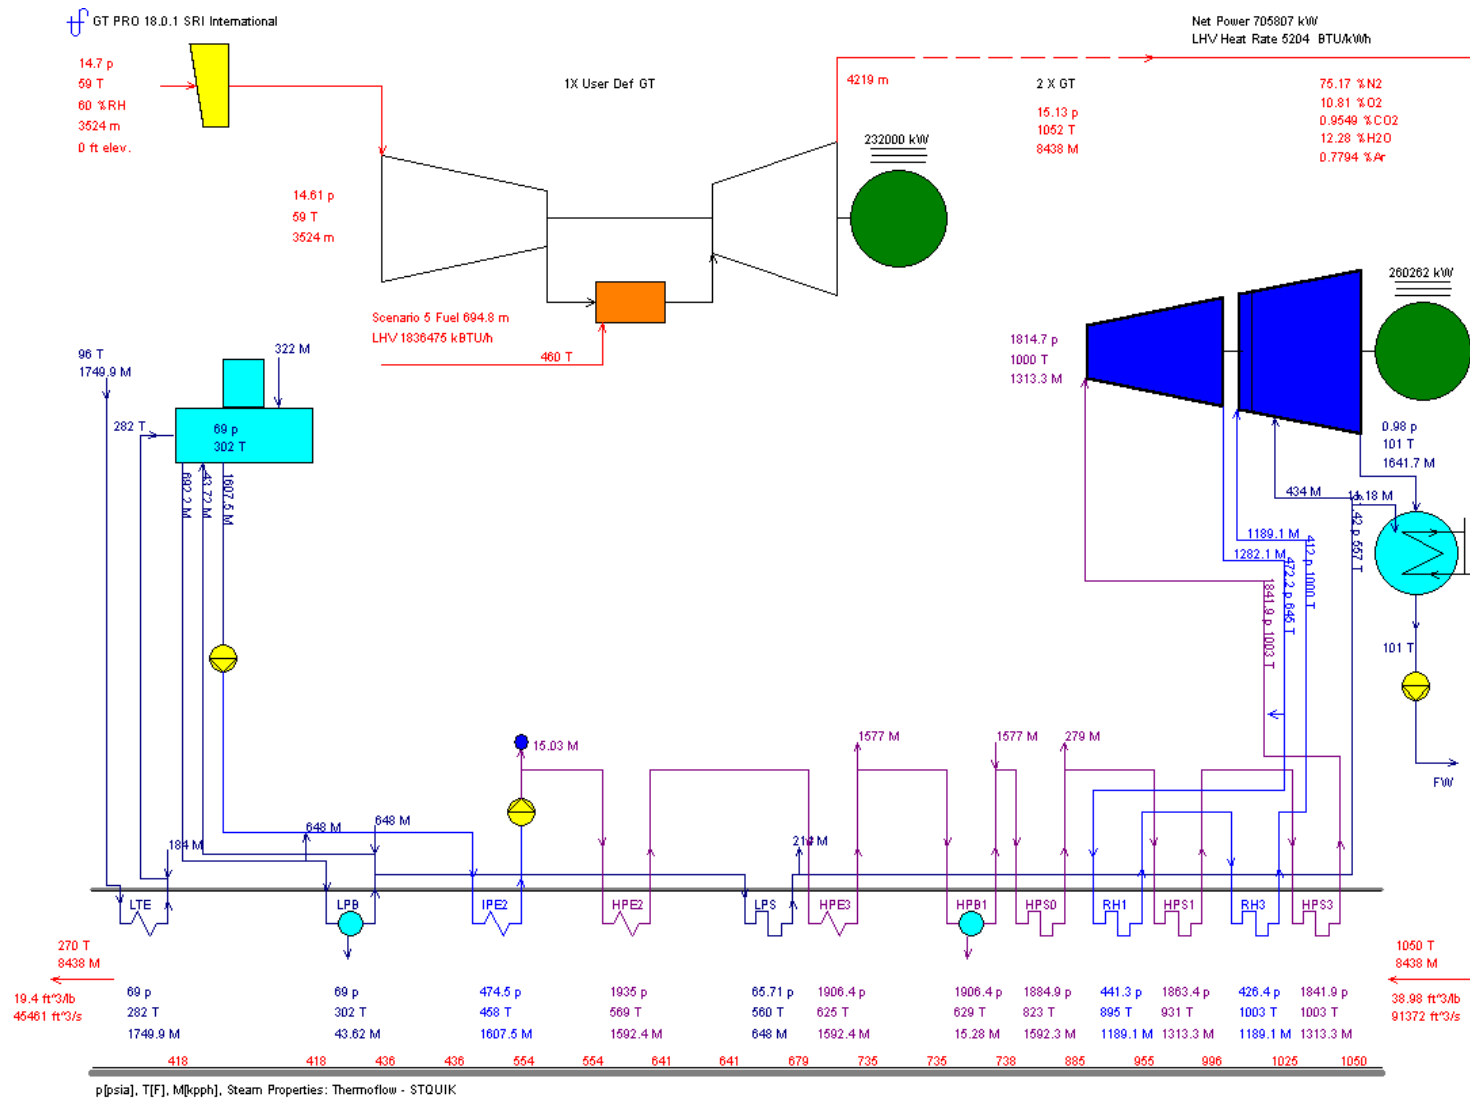 GT PRO 18.0.1 SRI International
Net Power 705807 kW
LHV Heat Rate 5204 BTU/kWh
14.7 p
59 T
60 %RH
3524 m
0 ft elev.
1X User Def GT
4219 m
2 X GT
15.13 p
1052 T
8438 M
75.17 %N2
10.81 %O2
0.9549 %CO2
12.28 %H2O
0.7794 %Ar
232000 kW
14.61 p
59 T
3524 m
260262 kW
Scenario 5 Fuel 694.8 m
LHV 1836475 kBTU/h
460 T
1814.7 p
1000 T
1313.3 M
96 T
1749.9 M
322 M
282 T
69 p
302 T
692.2 M
43.72 M
1607.5 M
0.98 p
101 T
1641.7 M
434 M
1189.1 M
1282.1 M
412 p 1000 T
472.2 p 645 T
1841.9 p 1003 T
101 T
FW
15.03 M
1577 M
1577 M
279 M
184 M
648 M
648 M
LTE
LPB
IPE2
HPE2
LPS
HPE3
HPB1
HPS0
RH1
HPS1
RH3
HPS3
270 T
8438 M
19.4 ft^3/lb
45461 ft^3/s
1050 T
8438 M
38.98 ft^3/lb
91372 ft^3/s
69 p
282 T
1749.9 M
69 p
302 T
43.62 M
474.5 p
458 T
1607.5 M
1935 p
569 T
1592.4 M
65.71 p
560 T
648 M
1906.4 p
625 T
1592.4 M
1906.4 p
629 T
15.28 M
1884.9 p
823 T
1592.3 M
441.3 p
895 T
1189.1 M
1863.4 p
931 T
1313.3 M
426.4 p
1003 T
1189.1 M
1841.9 p
1003 T
1313.3 M
418 418 436 436 554 554 641 641 679 735 735 738 885 955 996 1025 1050
p[psia], T[F], M[kpph], Steam Properties: Thermoflow - STQUIK